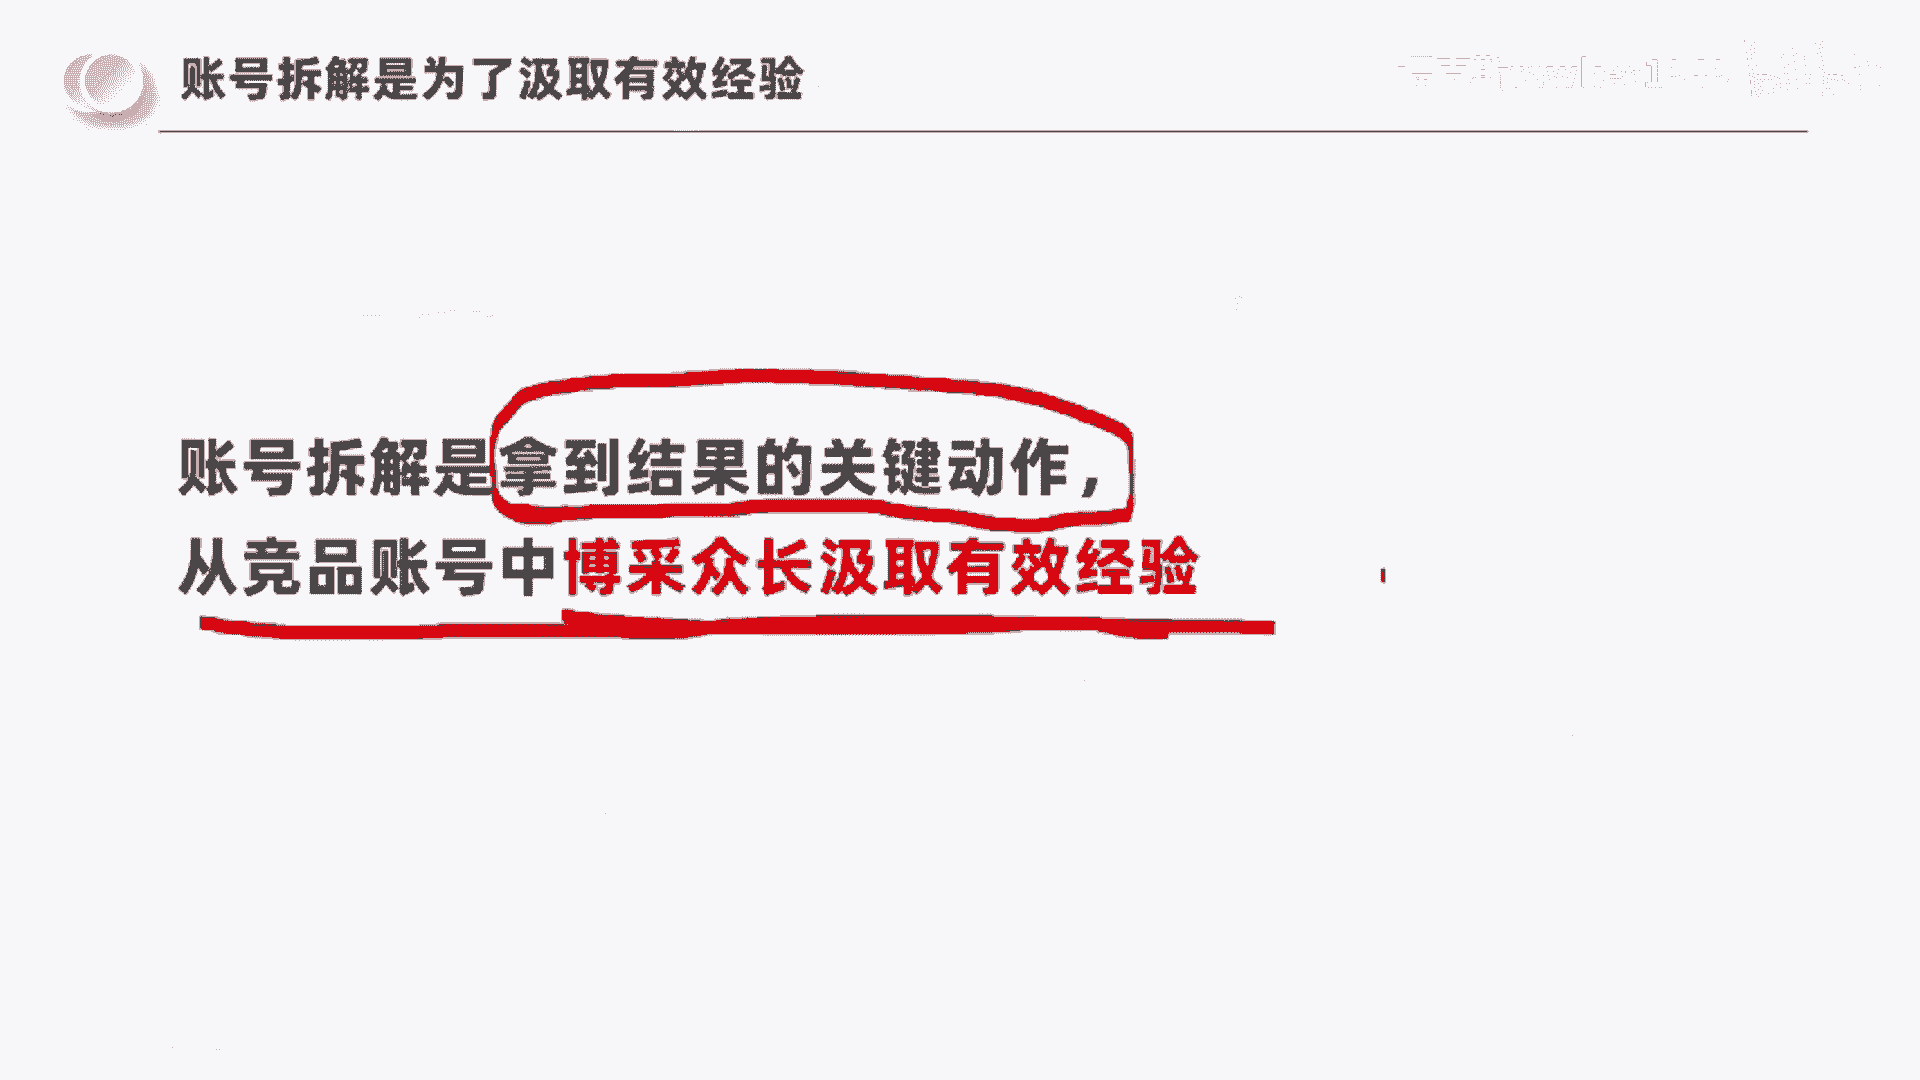 账号拆解是为了汲取有效经验
账号拆解是拿到结果的关键动作，
从竞品账号中博采众长汲取有效经验